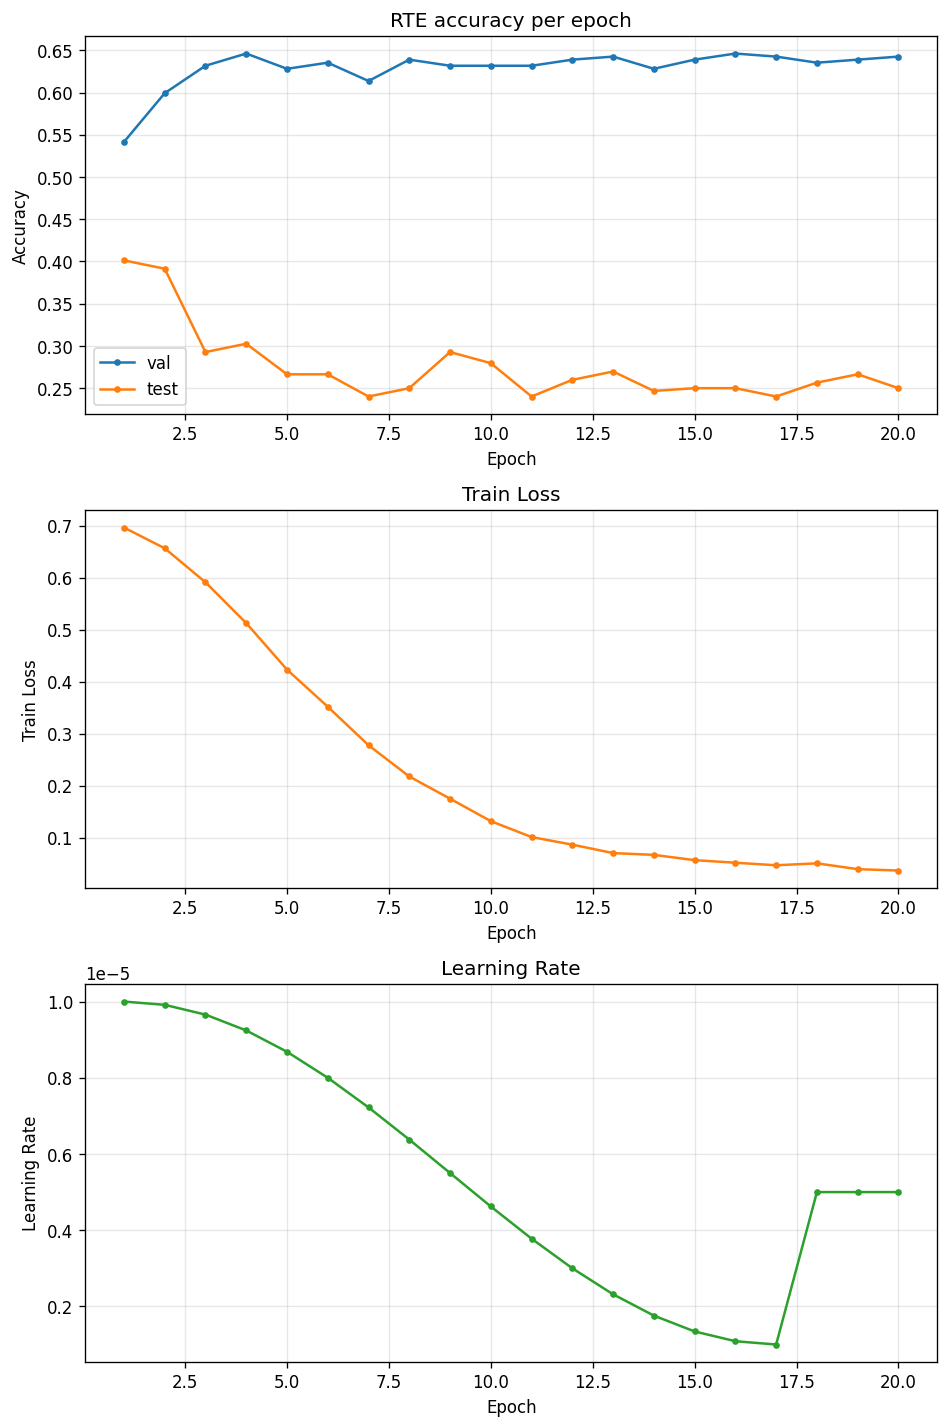 RTE accuracy per epoch
0.65
0.60
0.55
0.50
0.45
0.40
0.35
0.30
0.25
Accuracy
val
test
2.5 5.0 7.5 10.0 12.5 15.0 17.5 20.0
Epoch
Train Loss
0.7
0.6
0.5
0.4
0.3
0.2
0.1
Train Loss
2.5 5.0 7.5 10.0 12.5 15.0 17.5 20.0
Epoch
Learning Rate
1e−5
1.0
0.8
0.6
0.4
0.2
Learning Rate
2.5 5.0 7.5 10.0 12.5 15.0 17.5 20.0
Epoch